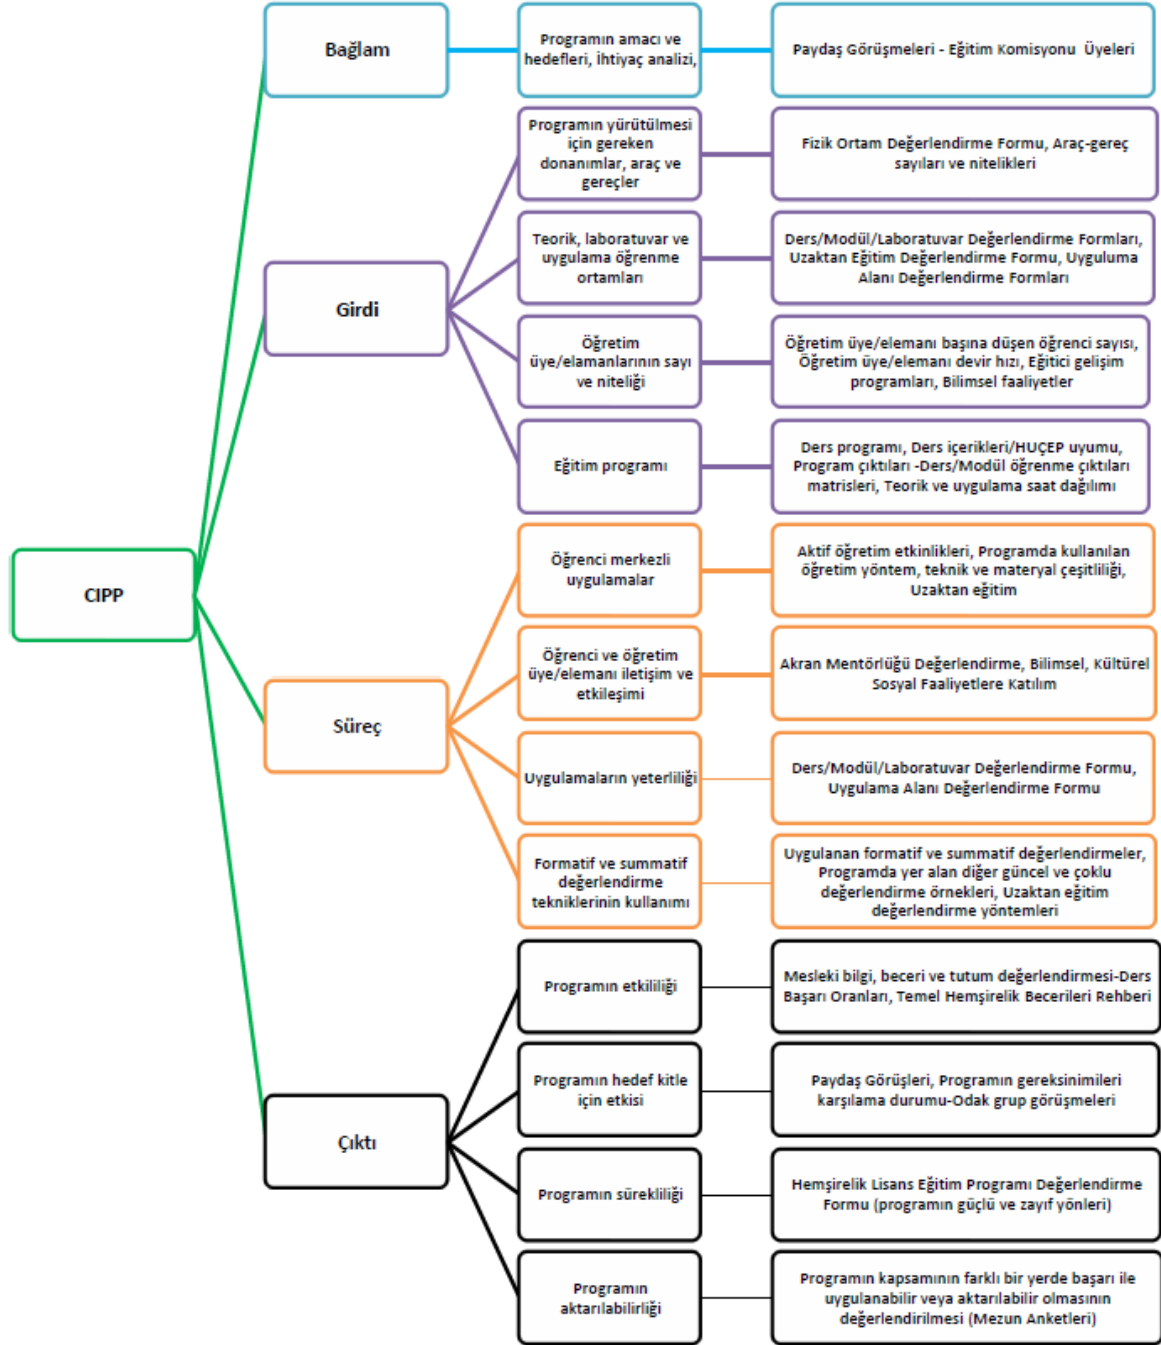 Bağlam
Programın amacı ve
hedefleri, İhtiyaç analizi,
Paydaş Görüşmeleri - Eğitim Komisyonu Üyeleri
Programın yürütülmesi
için gereken
donanımlar, araç ve
gereçler
Fizik Ortam Değerlendirme Formu, Araç-gereç
sayıları ve nitelikleri
Teorik, laboratuvar ve
uygulama öğrenme
ortamları
Ders/Modül/Laboratuvar Değerlendirme Formları,
Uzaktan Eğitim Değerlendirme Formu, Uyguluma
Alanı Değerlendirme Formları
Girdi
Öğretim
üye/elamanlarının sayı
ve niteliği
Öğretim üye/elemanı başına düşen öğrenci sayısı,
Öğretim üye/elemanı devir hızı, Eğitici gelişim
programları, Bilimsel faaliyetler
Eğitim programı
Ders programı, Ders içerikleri/HUÇEP uyumu,
Program çıktıları -Ders/Modül öğrenme çıktıları
matrisleri, Teorik ve uygulama saat dağılımı
CIPP
Öğrenci merkezli
uygulamalar
Aktif öğretim etkinlikleri, Programda kullanılan
öğretim yöntem, teknik ve materyal çeşitliliği,
Uzaktan eğitim
Öğrenci ve öğretim
üye/elemanı iletişim ve
etkileşimi
Akran Mentörlüğü Değerlendirme, Bilimsel, Kültürel
Sosyal Faaliyetlere Katılım
Süreç
Uygulamaların yeterliliği
Ders/Modül/Laboratuvar Değerlendirme Formu,
Uygulama Alanı Değerlendirme Formu
Formatif ve summatif
değerlendirme
tekniklerinin kullanımı
Uygulanan formatif ve summatif değerlendirmeler,
Programda yer alan diğer güncel ve çoklu
değerlendirme örnekleri, Uzaktan eğitim
değerlendirme yöntemleri
Programın etkililiği
Mesleki bilgi, beceri ve tutum değerlendirmesi-Ders
Başarı Oranları, Temel Hemşirelik Becerileri Rehberi
Programın hedef kitle
için etkisi
Paydaş Görüşleri, Programın gereksinimileri
karşılama durumu-Odak grup görüşmeleri
Çıktı
Programın sürekliliği
Hemşirelik Lisans Eğitim Programı Değerlendirme
Formu (programın güçlü ve zayıf yönleri)
Programın
aktarılabilirliği
Programın kapsamının farklı bir yerde başarı ile
uygulanabilir veya aktarılabilir olmasının
değerlendirilmesi (Mezun Anketleri)